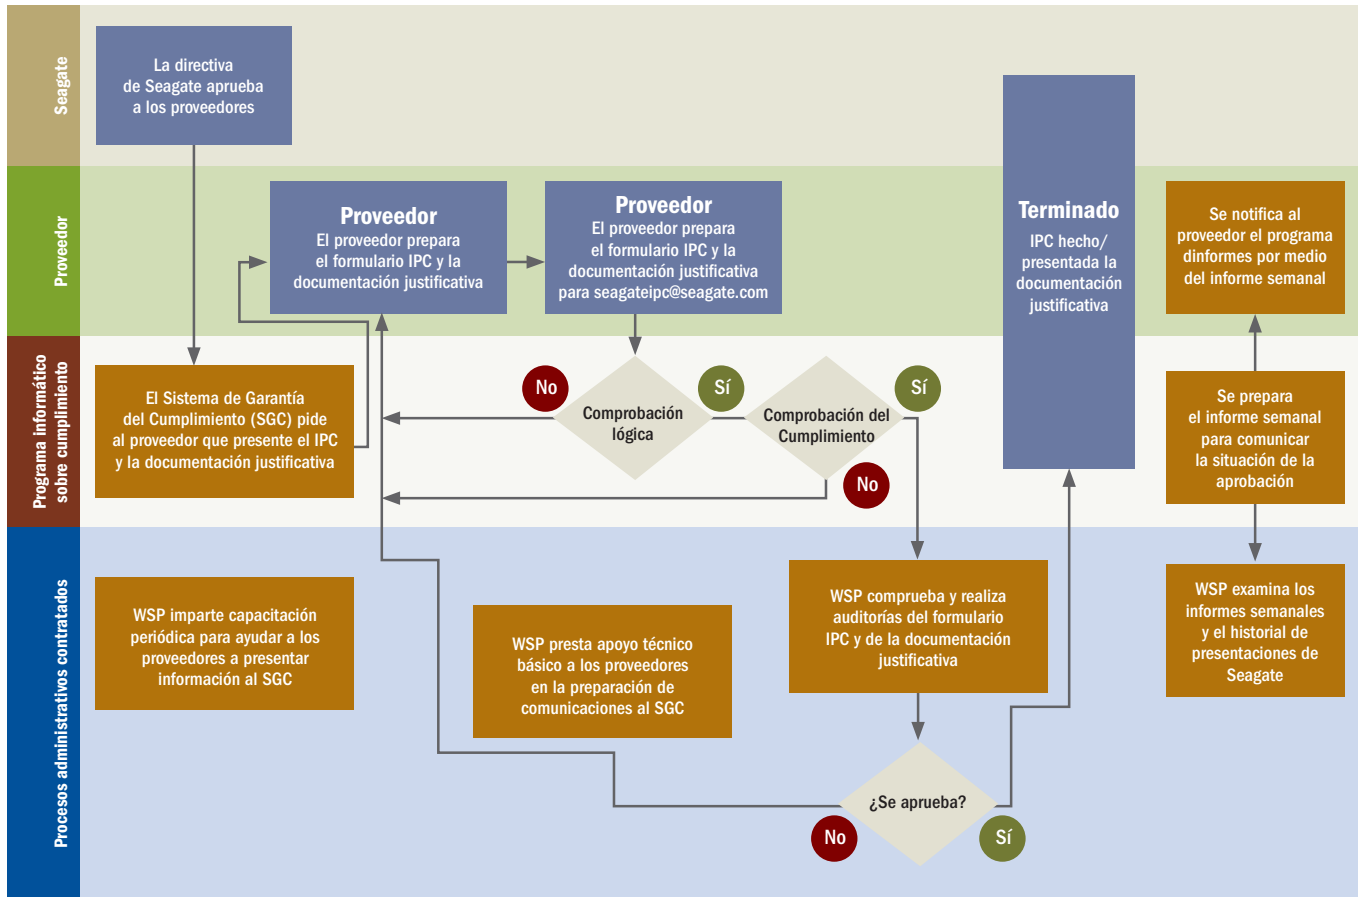 Seagate
La directiva
de Seagate aprueba
a los proveedores
Proveedor
Proveedor
El proveedor prepara
el formulario IPC y la
documentación justificativa
Proveedor
El proveedor prepara
el formulario IPC y la
documentación justificativa
para seagateipc@seagate.com
Terminado
IPC hecho/
presentada la
documentación
justificativa
Se notifica al
proveedor el programa
dinformes por medio
del informe semanal
Programa informático
sobre cumplimiento
El Sistema de Garantía
del Cumplimiento (SGC) pide
al proveedor que presente el IPC
y la documentación justificativa
No
Comprobación
lógica
Sí
Comprobación del
Cumplimiento
Sí
No
Se prepara
el informe semanal
para comunicar
la situación de la
aprobación
Procesos administrativos contratados
WSP imparte capacitación
periódica para ayudar a los
proveedores a presentar
información al SGC
WSP presta apoyo técnico
básico a los proveedores
en la preparación de
comunicaciones al SGC
WSP comprueba y realiza
auditorías del formulario
IPC y de la documentación
justificativa
WSP examina los
informes semanales
y el historial de
presentaciones de
Seagate
¿Se aprueba?
No
Sí